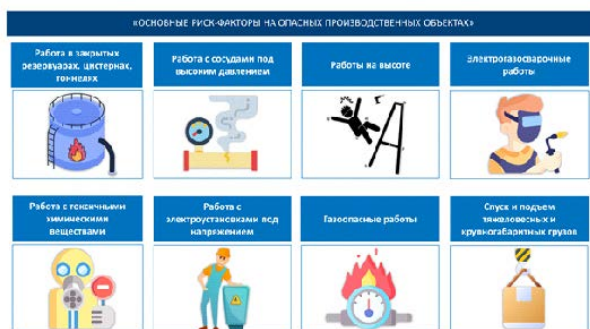 «ОСНОВНЫЕ РИСК-ФАКТОРЫ НА ОПАСНЫХ ПРОИЗВОДСТВЕННЫХ ОБЪЕКТАХ»
Работа в закрытых
резервуарах, цистернах,
тоннелях
Работа с сосудами под
высоким давлением
Работы на высоте
Электрогазосварочные
работы
Работа с токсичными
химическими
веществами
Работа с
электроустановками под
напряжением
Газоопасные работы
Спуск и подъем
тяжеловесных и
крупногабаритных грузов